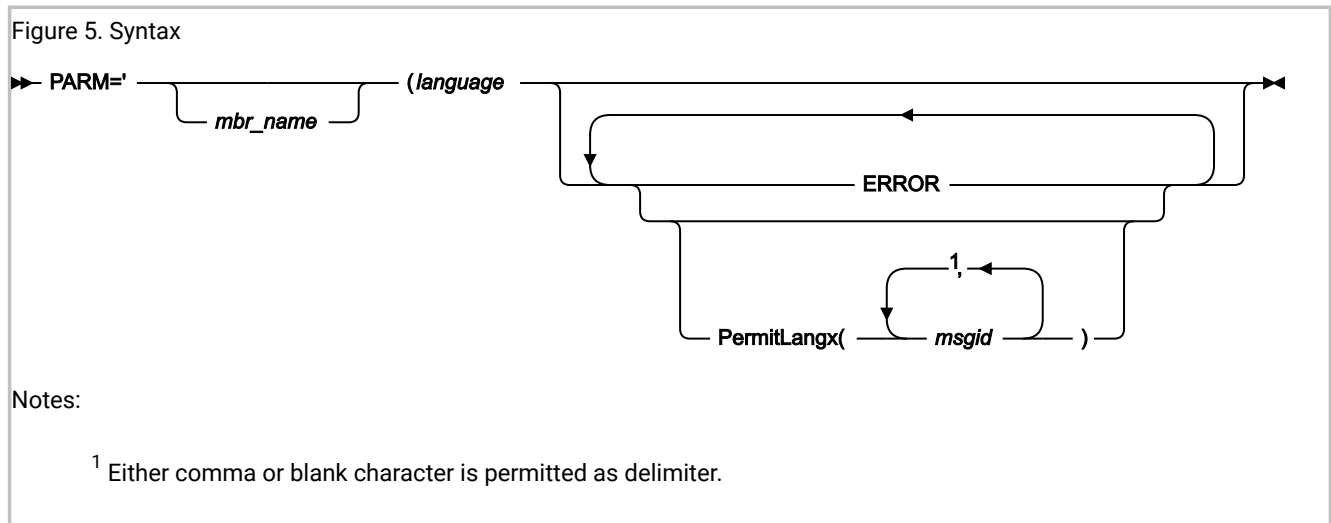 Figure 5. Syntax
PARM=' mbr_name (language
ERROR
1,
PermitLangx( msgid )
Notes:
1 Either comma or blank character is permitted as delimiter.